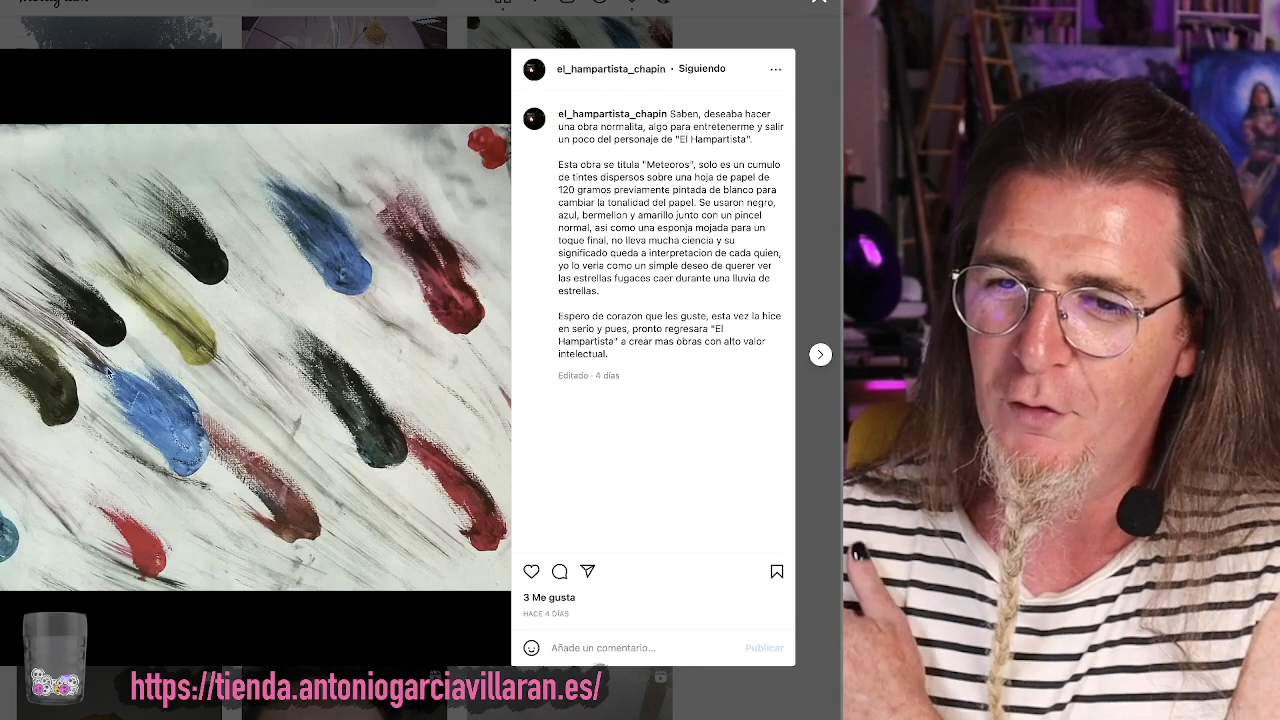 el_hampartista_chapin • Siguiendo
el_hampartista_chapin Saben, deseaba hacer
una obra normalita, algo para entretenerme y salir
un poco del personaje de "El Hampartista".
Esta obra se titula "Meteoros", solo es un cumulo
de tintes dispersos sobre una hoja de papel de
120 gramos previamente pintada de blanco para
cambiar la tonalidad del papel. Se usaron negro,
azul, bermellon y amarillo junto con un pincel
normal, asi como una esponja mojada para un
toque final, no lleva mucha ciencia y su
significado queda a interpretacion de cada quien,
yo lo veria como un simple deseo de querer ver
las estrellas fugaces caer durante una lluvia de
estrellas.
Espero de corazon que les guste, esta vez la hice
en serio y pues, pronto regresara "El
Hampartista" a crear mas obras con alto valor
intelectual.
Editado · 4 días
3 Me gusta
HACE 4 DÍAS
Añade un comentario...
Publicar
https://tienda.antoniogarciavillaran.es/